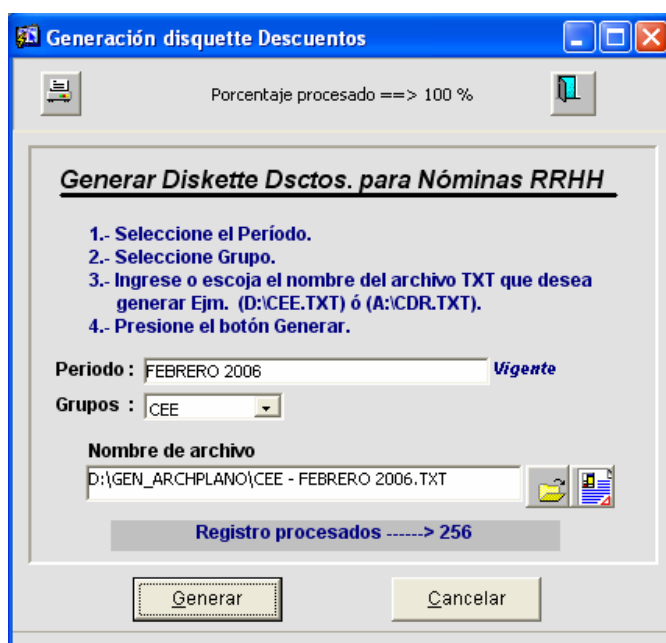 Generación disquette Descuentos
Porcentaje procesado ==> 100 %
Generar Diskette Dsctos. para Nóminas RRHH
1.- Seleccione el Período.
2.- Seleccione Grupo.
3.- Ingrese o escoja el nombre del archivo TXT que desea
generar Ejm. (D:\CEE.TXT) ó (A:\CDR.TXT).
4.- Presione el botón Generar.
Periodo : FEBRERO 2006 Vigente
Grupos : CEE
Nombre de archivo
D:\GEN_ARCHPLANO\CEE - FEBRERO 2006.TXT
Registro procesados ------> 256
Generar Cancelar